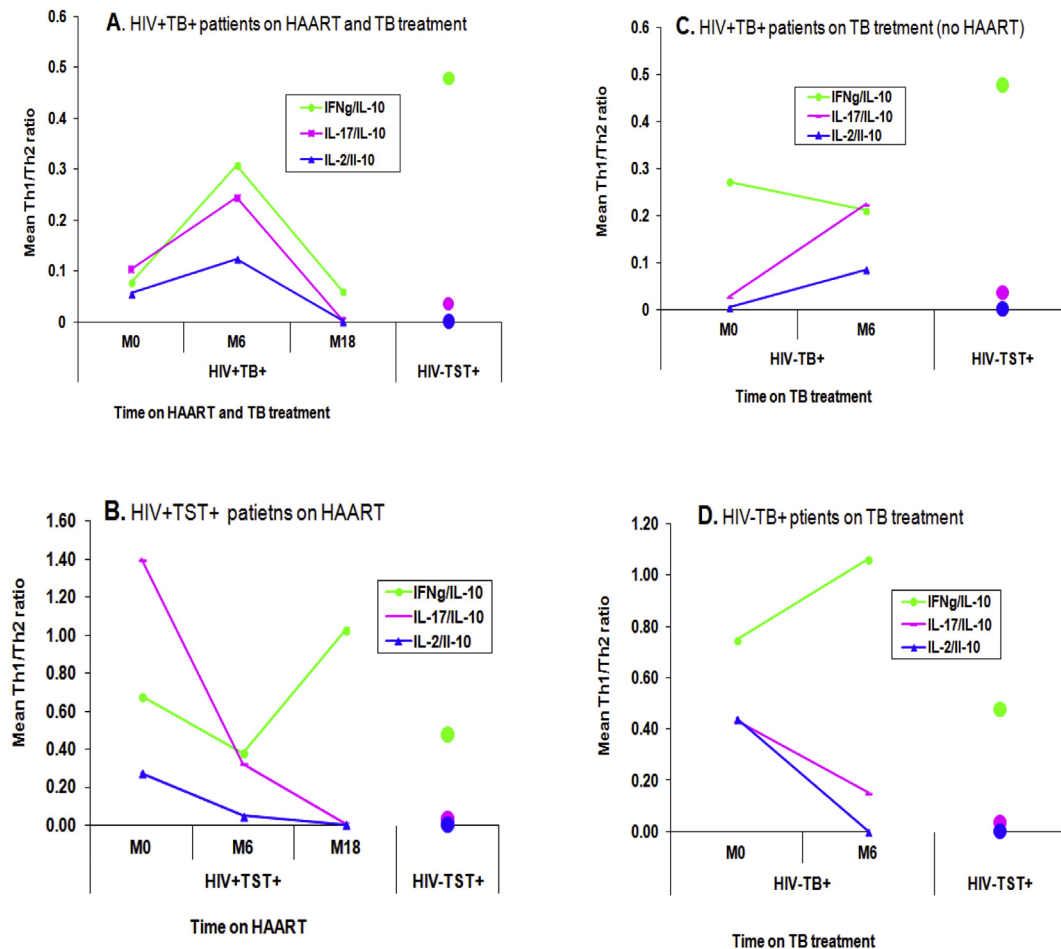 A. HIV+TB+ pattients on HAART and TB treatment
Mean Th1/Th2 ratio
0.6
0.5
0.4
0.3
0.2
0.1
0
IFNg/IL-10
IL-17/IL-10
IL-2/Il-10
M0 M6 M18
HIV+TB+ HIV-TST+
Time on HAART and TB treatment
C. HIV+TB+ patients on TB tretment (no HAART)
Mean Th1/Th2 ratio
0.6
0.5
0.4
0.3
0.2
0.1
0
IFNg/IL-10
IL-17/IL-10
IL-2/Il-10
M0 M6
HIV-TB+ HIV-TST+
Time on TB treatment
B. HIV+TST+ patietns on HAART
Mean Th1/Th2 ratio
1.60
1.40
1.20
1.00
0.80
0.60
0.40
0.20
0.00
IFNg/IL-10
IL-17/IL-10
IL-2/Il-10
M0 M6 M18
HIV+TST+ HIV-TST+
Time on HAART
D. HIV-TB+ ptients on TB treatment
Mean Th1/Th2 ratio
1.20
1.00
0.80
0.60
0.40
0.20
0.00
IFNg/IL-10
IL-17/IL-10
IL-2/Il-10
M0 M6
HIV-TB+ HIV-TST+
Time on TB treatment